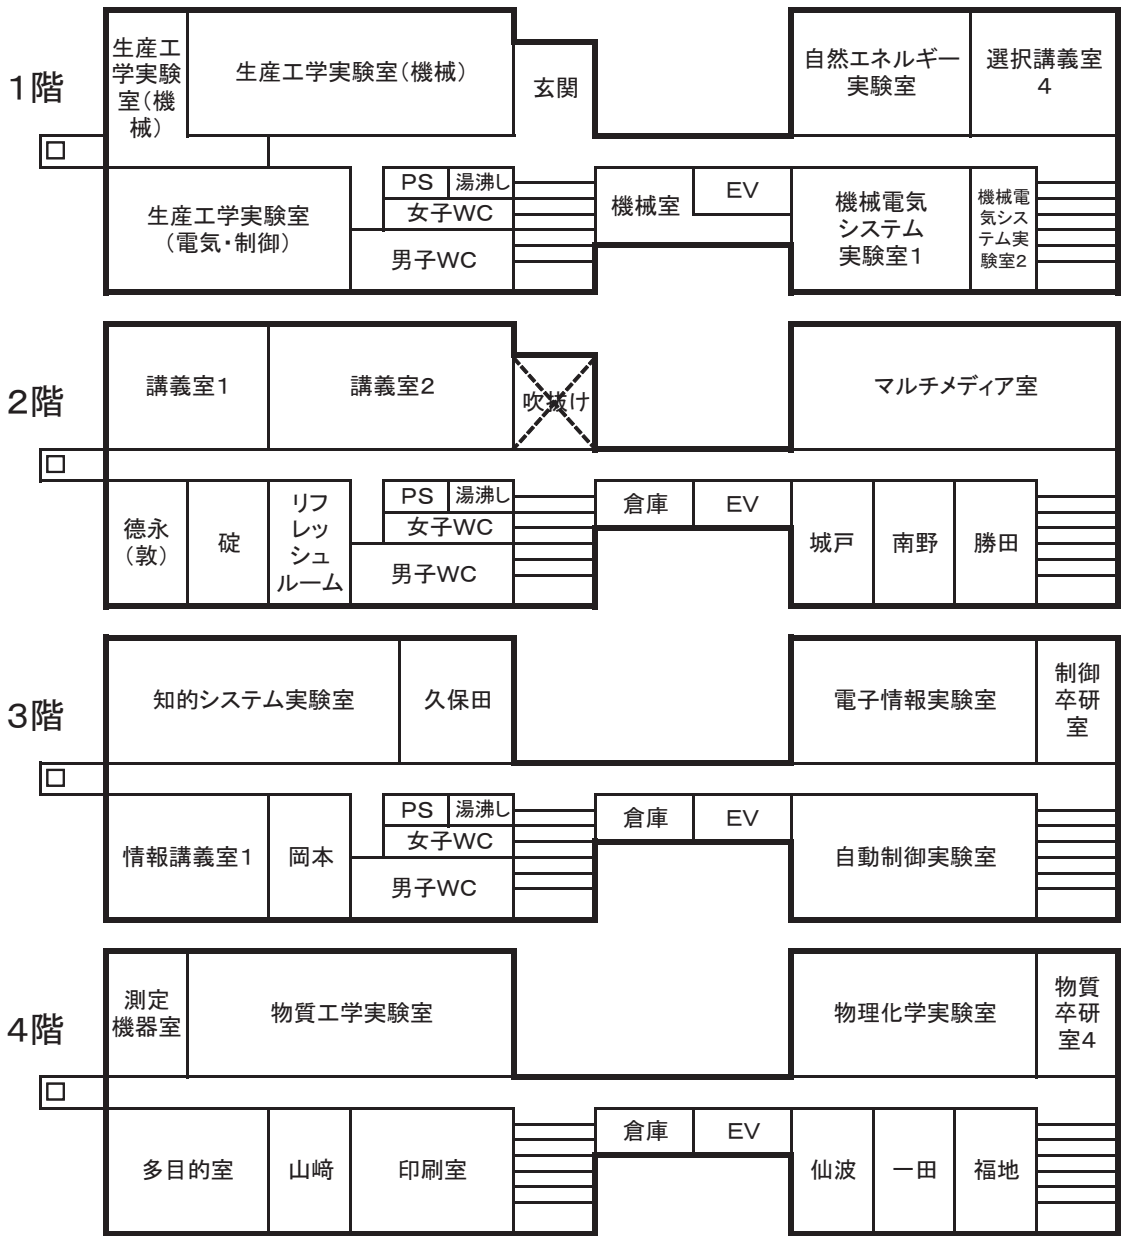 1階
生産工
学実験
室(機
械)
生産工学実験室(機械)
玄関
自然エネルギー
実験室
選択講義室
4
生産工学実験室
(電気・制御)
PS
湯沸し
女子WC
男子WC
機械室
EV
機械電気
システム
実験室1
機械電
気シス
テム実
験室2
2階
講義室1
講義室2
吹抜け
マルチメディア室
德永
(敦)
碇
リフ
レッ
シュ
ルーム
PS
湯沸し
女子WC
男子WC
倉庫
EV
城戸
南野
勝田
3階
知的システム実験室
久保田
電子情報実験室
制御
卒研
室
情報講義室1
岡本
PS
湯沸し
女子WC
男子WC
倉庫
EV
自動制御実験室
4階
測定
機器室
物質工学実験室
物理化学実験室
物質
卒研
室4
多目的室
山﨑
印刷室
倉庫
EV
仙波
一田
福地